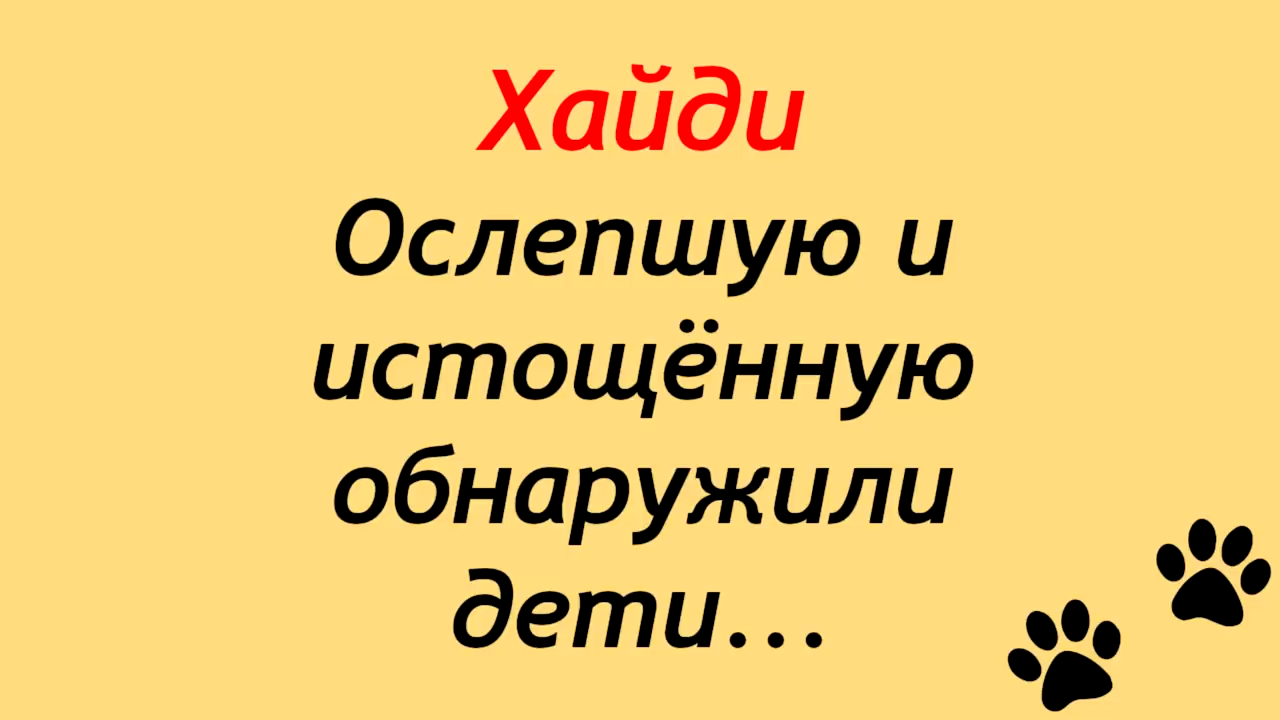 Хайди
Ослепшую и
истощённую
обнаружили
дети...